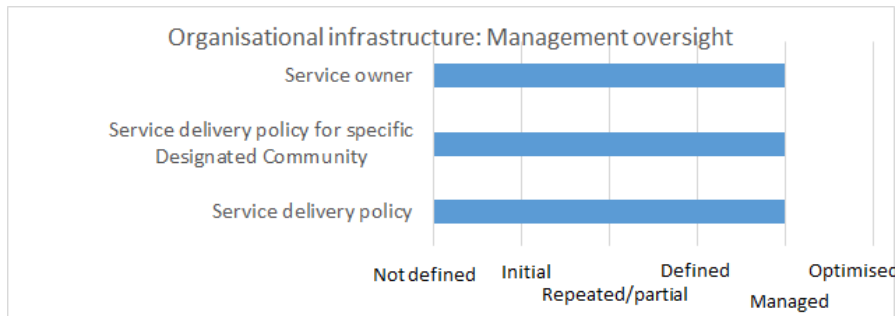 Organisational infrastructure: Management oversight
Service owner
Service delivery policy for specific
Designated Community
Service delivery policy
Not defined
Initial
Repeated/partial
Defined
Managed
Optimised